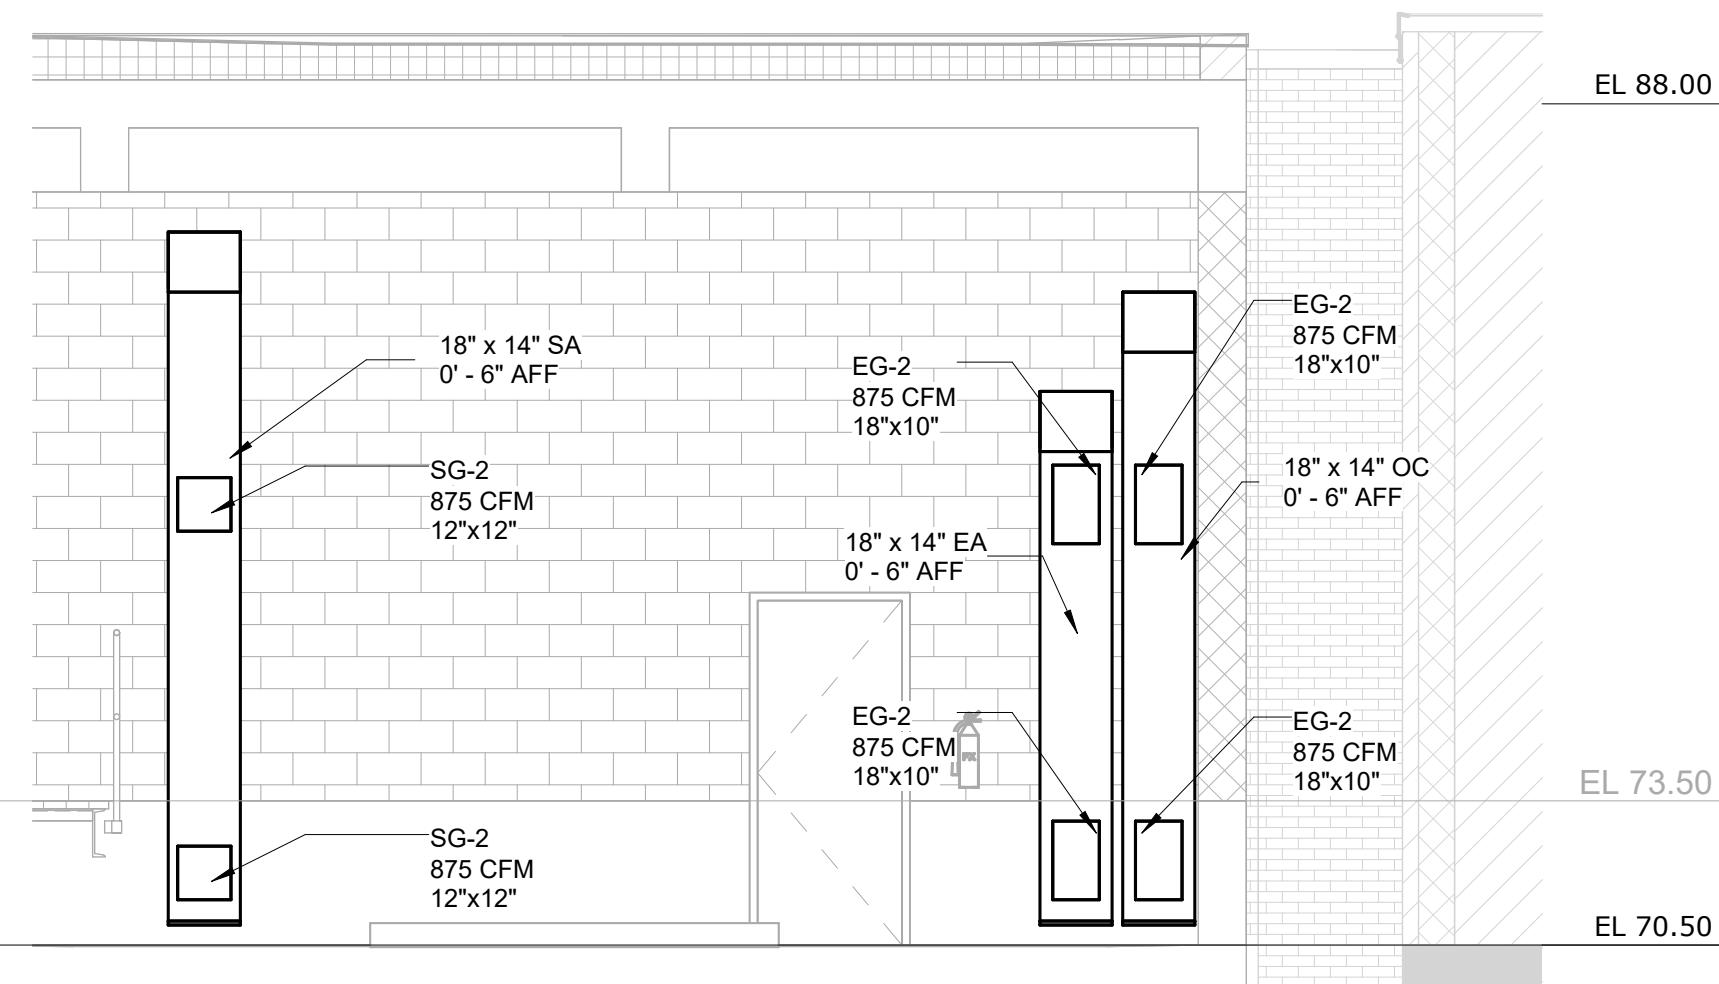 EL 88.00
18" x 14" SA
0' - 6" AFF
SG-2
875 CFM
12"x12"
EG-2
875 CFM
18"x10"
EG-2
875 CFM
18"x10"
18" x 14" OC
0' - 6" AFF
18" x 14" EA
0' - 6" AFF
EG-2
875 CFM
18"x10"
FX
EG-2
875 CFM
18"x10"
EL 73.50
SG-2
875 CFM
12"x12"
EL 70.50